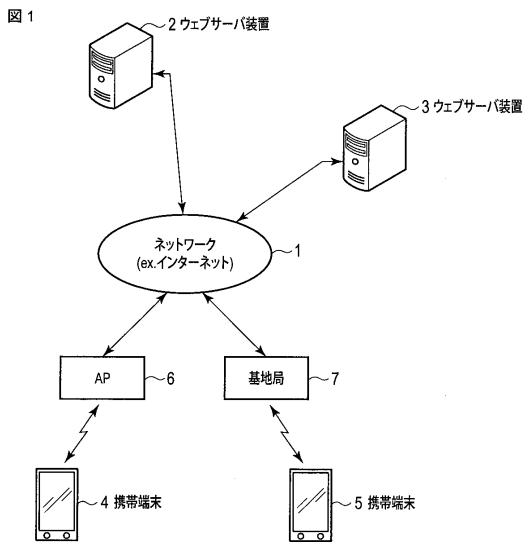 図1
2 ウェブサーバ装置
3 ウェブサーバ装置
ネットワーク
(ex.インターネット)
1
AP
6
基地局
7
4 携帯端末
5 携帯端末